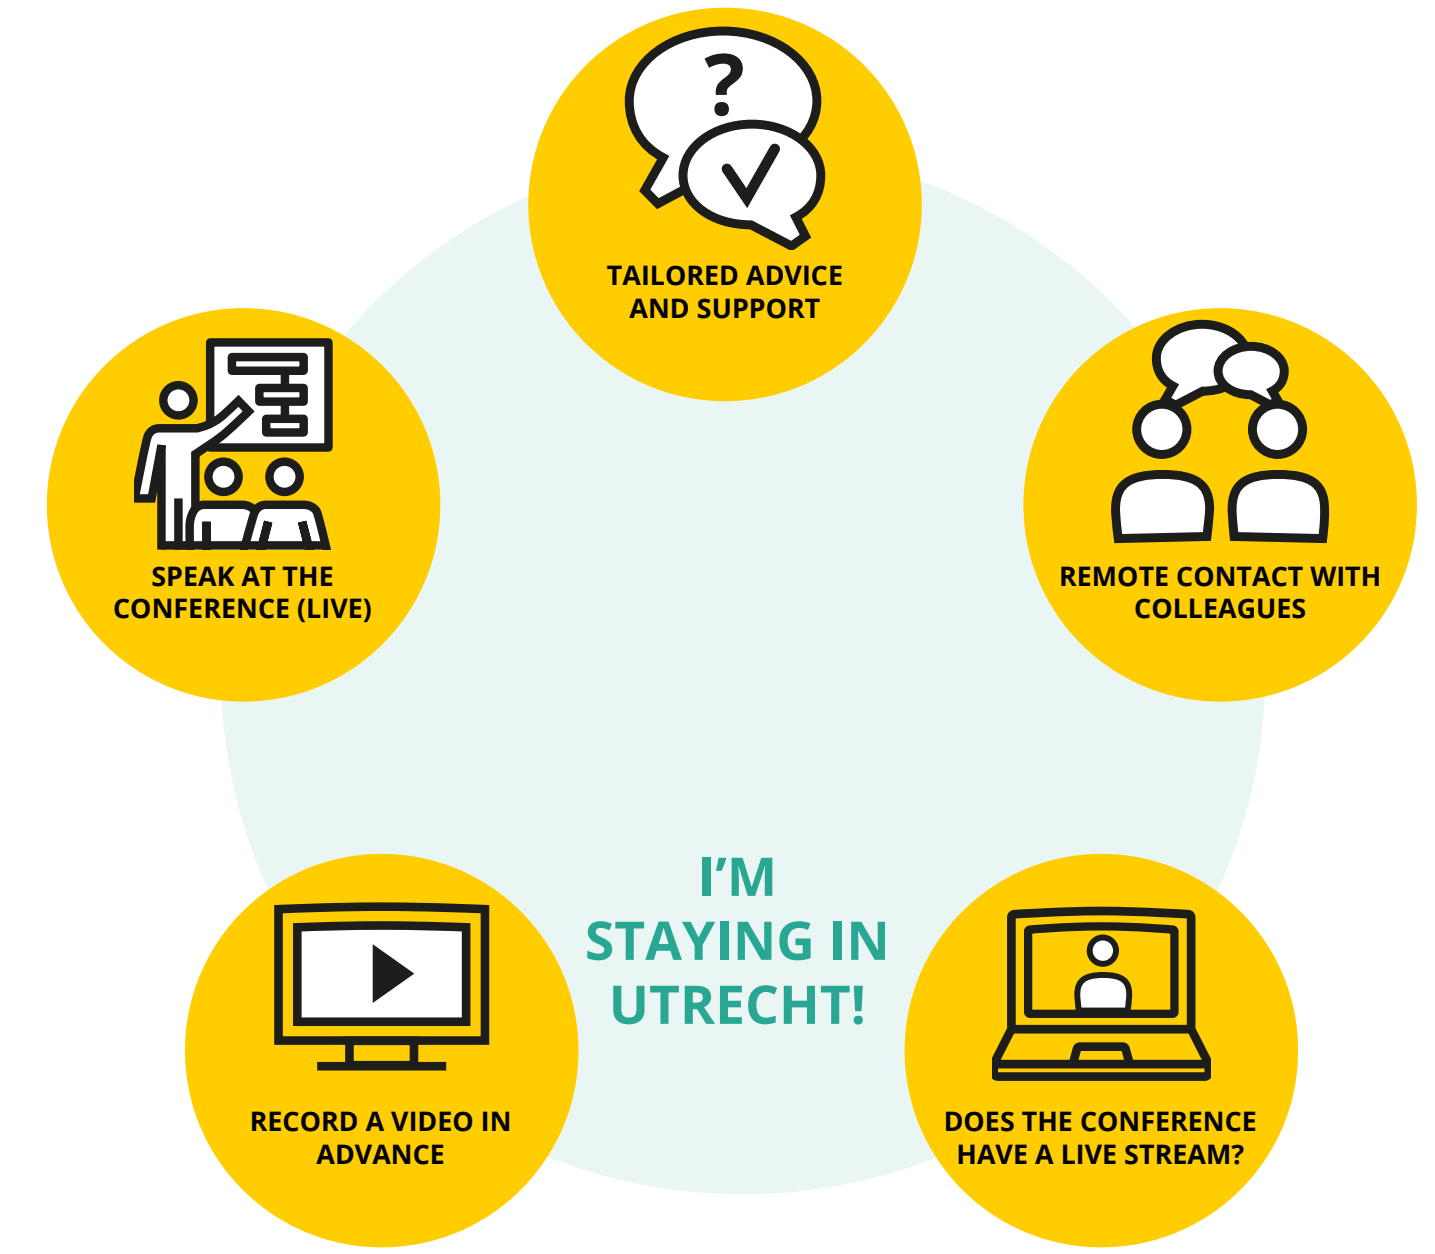 ?
TAILORED ADVICE
AND SUPPORT
SPEAK AT THE
CONFERENCE (LIVE)
REMOTE CONTACT WITH
COLLEAGUES
I’M
STAYING IN
UTRECHT!
RECORD A VIDEO IN
ADVANCE
DOES THE CONFERENCE
HAVE A LIVE STREAM?